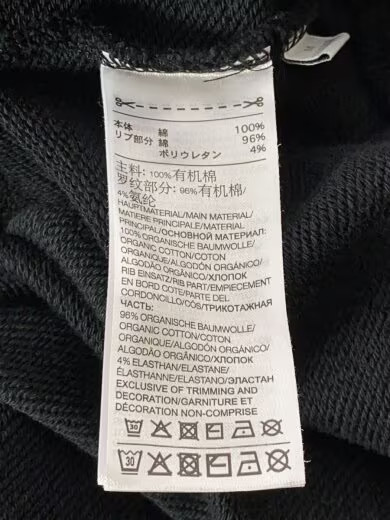 本体 綿 100%
リブ部分 綿 96%
ポリウレタン 4%
主料: 100%有机棉
罗纹部分: 96%有机棉/
4%氨纶
HAUPTMATERIAL/MAIN MATERIAL/
MATIERE PRINCIPALE/MATERIAL
PRINCIPAL/ОСНОВНОЙ МАТЕРИАЛ:
100% ORGANISCHE BAUMWOLLE/
ORGANIC COTTON/COTON
ORGANIQUE/ALGODÓN ORGÁNICO/
ALGODÃO ORGÂNICO/ХЛОПОК
RIB EINSATZ/RIB PART/EMPIECEMENT
EN BORD COTE/PARTE DEL
CORDONCILLO/CÓS/ТРИКОТАЖНАЯ
ЧАСТЬ:
96% ORGANISCHE BAUMWOLLE/
ORGANIC COTTON/COTON
ORGANIQUE/ALGODÓN ORGÁNICO/
ALGODÃO ORGÂNICO/ХЛОПОК
4% ELASTHAN/ELASTANE/
ÉLASTHANNE/ELASTANO/ЭЛАСТАН
EXCLUSIVE OF TRIMMING AND
DECORATION/GARNITURE ET
DÉCORATION NON-COMPRISE
30
30